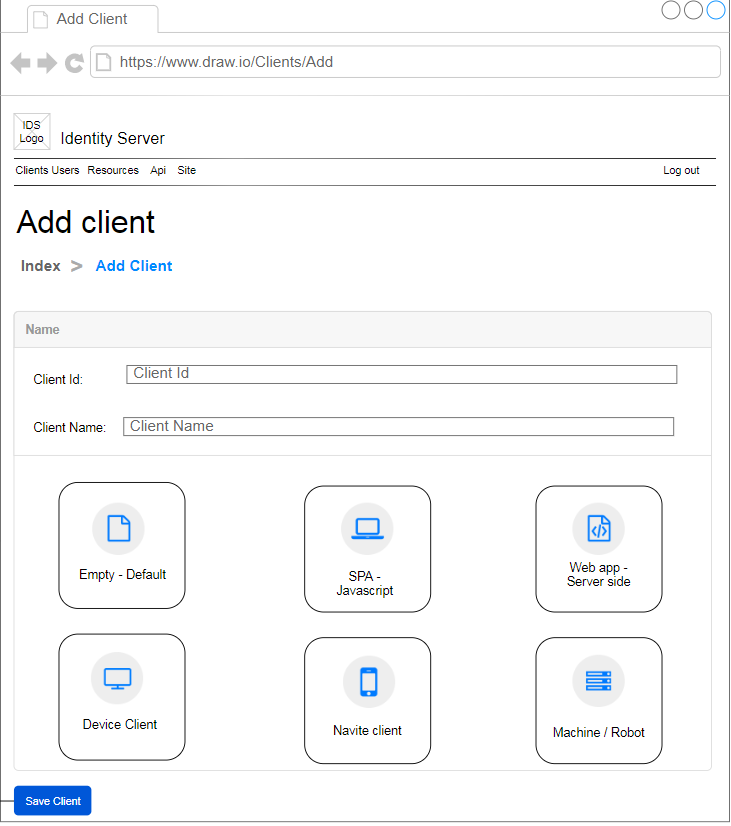 Add Client
https://www.draw.io/Clients/Add
IDS
Logo
Identity Server
Clients Users Resources Api Site Log out
Add client
Index > Add Client
Name
Client Id: Client Id
Client Name: Client Name
Empty - Default
SPA -
Javascript
Web app -
Server side
Device Client
Navite client
Machine / Robot
Save Client